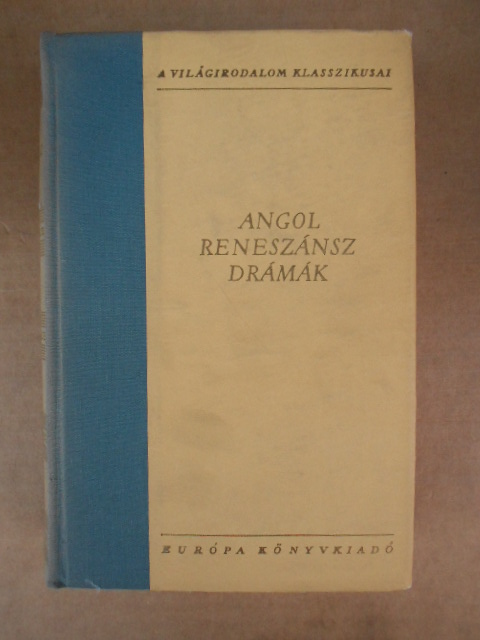 A VILÁGIRODALOM KLASSZIKUSAI
ANGOL
RENESZÁNSZ
DRÁMÁK
EURÓPA KÖNYVKIADÓ